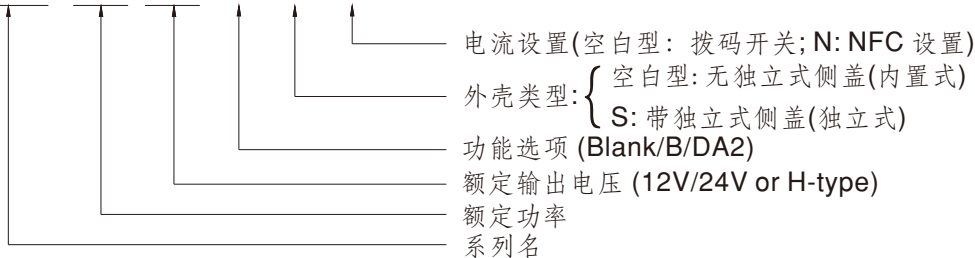 电流设置(空白型: 拨码开关; N: NFC 设置)
外壳类型:{空白型: 无独立式侧盖(内置式)
S: 带独立式侧盖(独立式)
功能选项 (Blank/B/DA2)
额定输出电压 (12V/24V or H-type)
额定功率
系列名